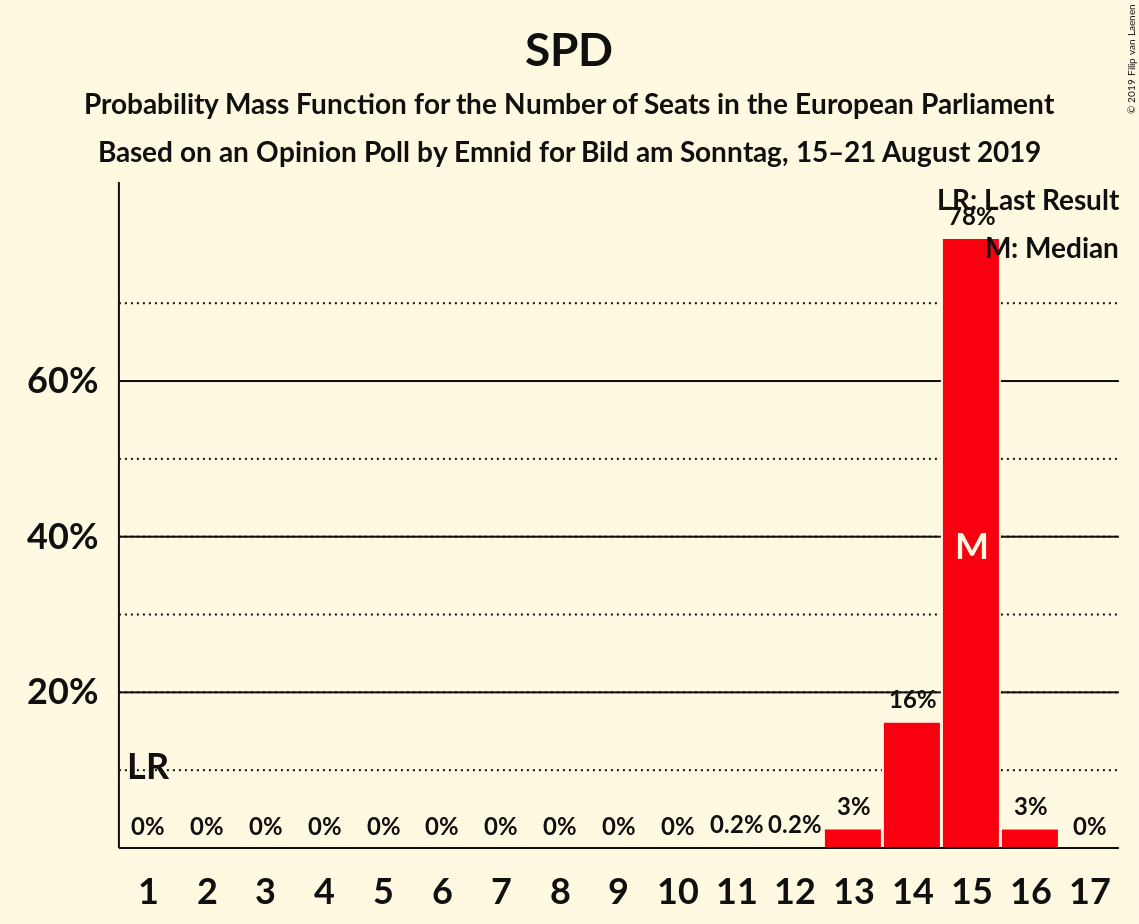 SPD
Probability Mass Function for the Number of Seats in the European Parliament
Based on an Opinion Poll by Emnid for Bild am Sonntag, 15–21 August 2019
© 2019 Filip van Laenen
LR: Last Result
M: Median
78%
60%
40%
20%
M
16%
LR
0% 0% 0% 0% 0% 0% 0% 0% 0% 0% 0.2% 0.2% 3% 3% 0%
1 2 3 4 5 6 7 8 9 10 11 12 13 14 15 16 17